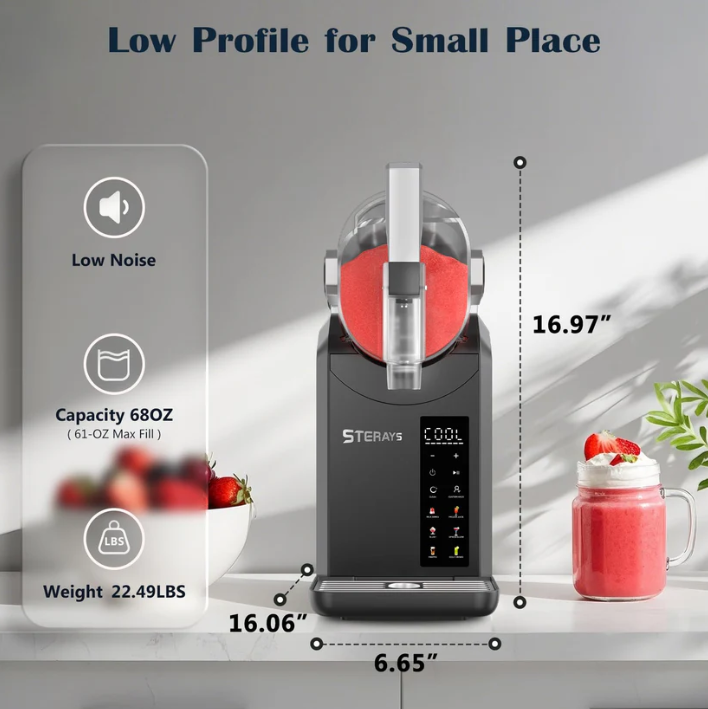 Low Profile for Small Place
Low Noise
Capacity 68OZ
( 61-OZ Max Fill )
LBS
Weight 22.49LBS
STERAYS
COOL
16.97”
16.06”
6.65”